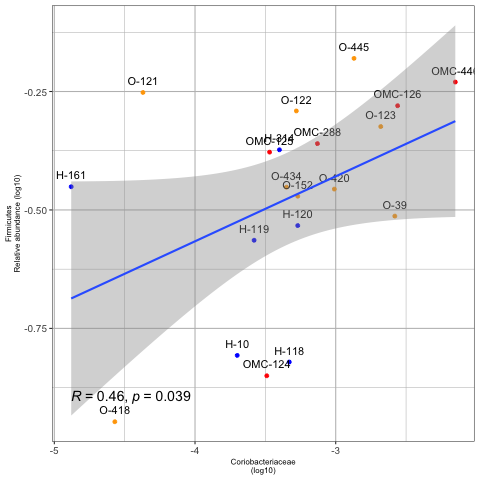 O-445
OMC-446
O-121
OMC-126
O-122
-0.25
O-123
OMC-288
H-314
OMC-125
H-161
O-434
O-420
O-152
O-39
-0.50
H-120
H-119
Firmicutes
Relative abundance (log10)
-0.75
H-10
H-118
OMC-124
R = 0.46, p = 0.039
O-418
-5
-4
-3
Coriobacteriaceae
(log10)